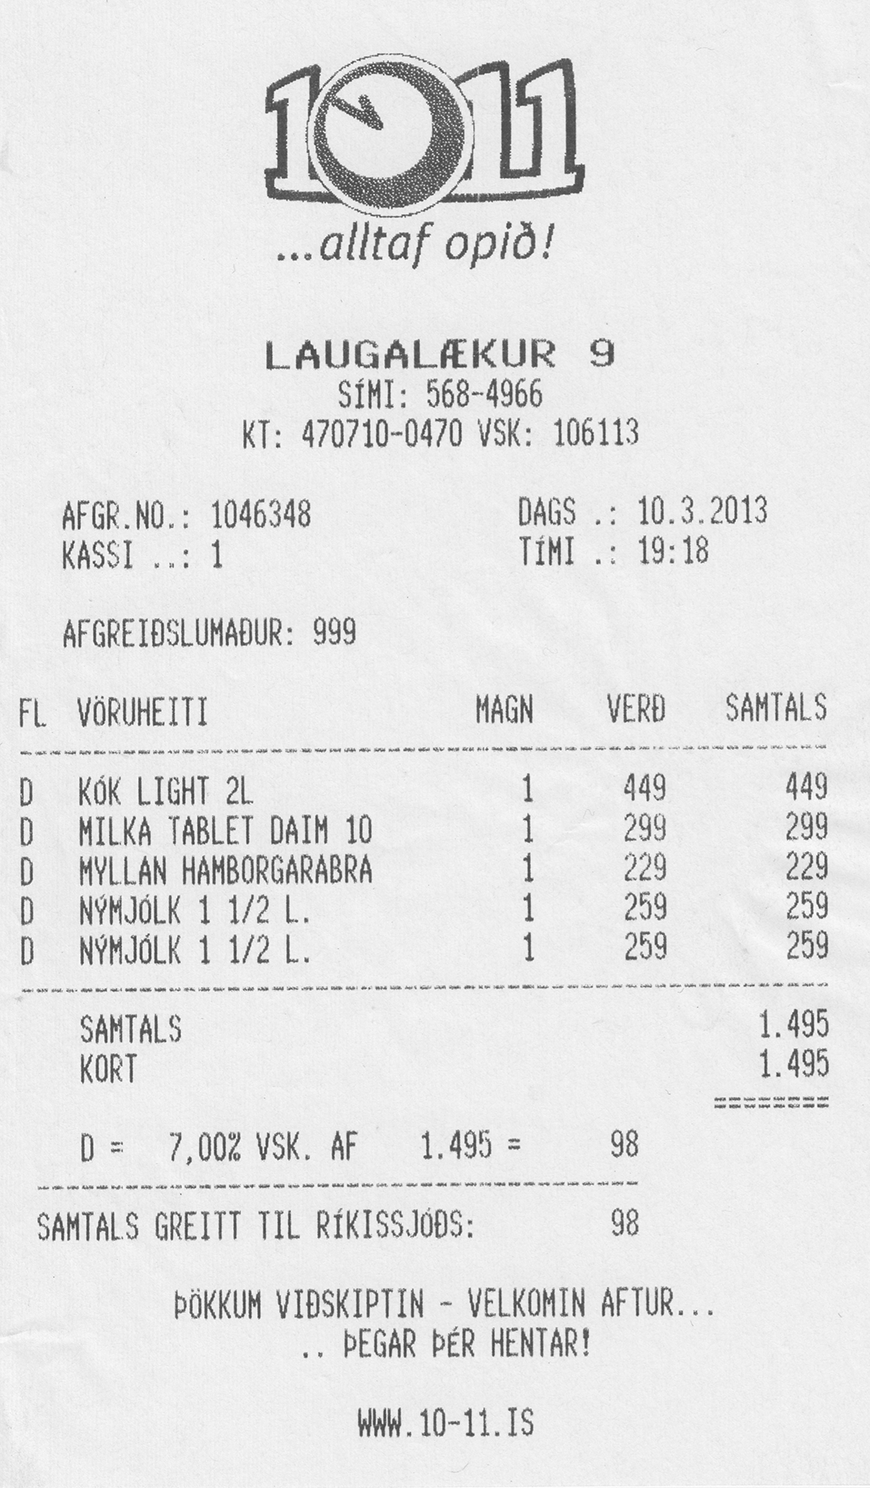 10 11
...alltaf opið!
LAUGALÆKUR 9
SÍMI: 568-4966
KT: 470710-0470 VSK: 106113
AFGR.NO.: 1046348 DAGS .: 10.3.2013
KASSI ..: 1 TÍMI .: 19:18
AFGREIÐSLUMAÐUR: 999
FL VÖRUHEITI MAGN VERÐ SAMTALS
D KÓK LIGHT 2L 1 449 449
D MILKA TABLET DAIM 10 1 299 299
D MYLLAN HAMBORGARABRA 1 229 229
D NÝMJÓLK 1 1/2 L. 1 259 259
D NÝMJÓLK 1 1/2 L. 1 259 259
SAMTALS 1.495
KORT 1.495
========
D = 7,00% VSK. AF 1.495 = 98
SAMTALS GREITT TIL RÍKISSJÓÐS: 98
ÞÖKKUM VIÐSKIPTIN - VELKOMIN AFTUR...
.. ÞEGAR ÞÉR HENTAR!
WWW.10-11.IS